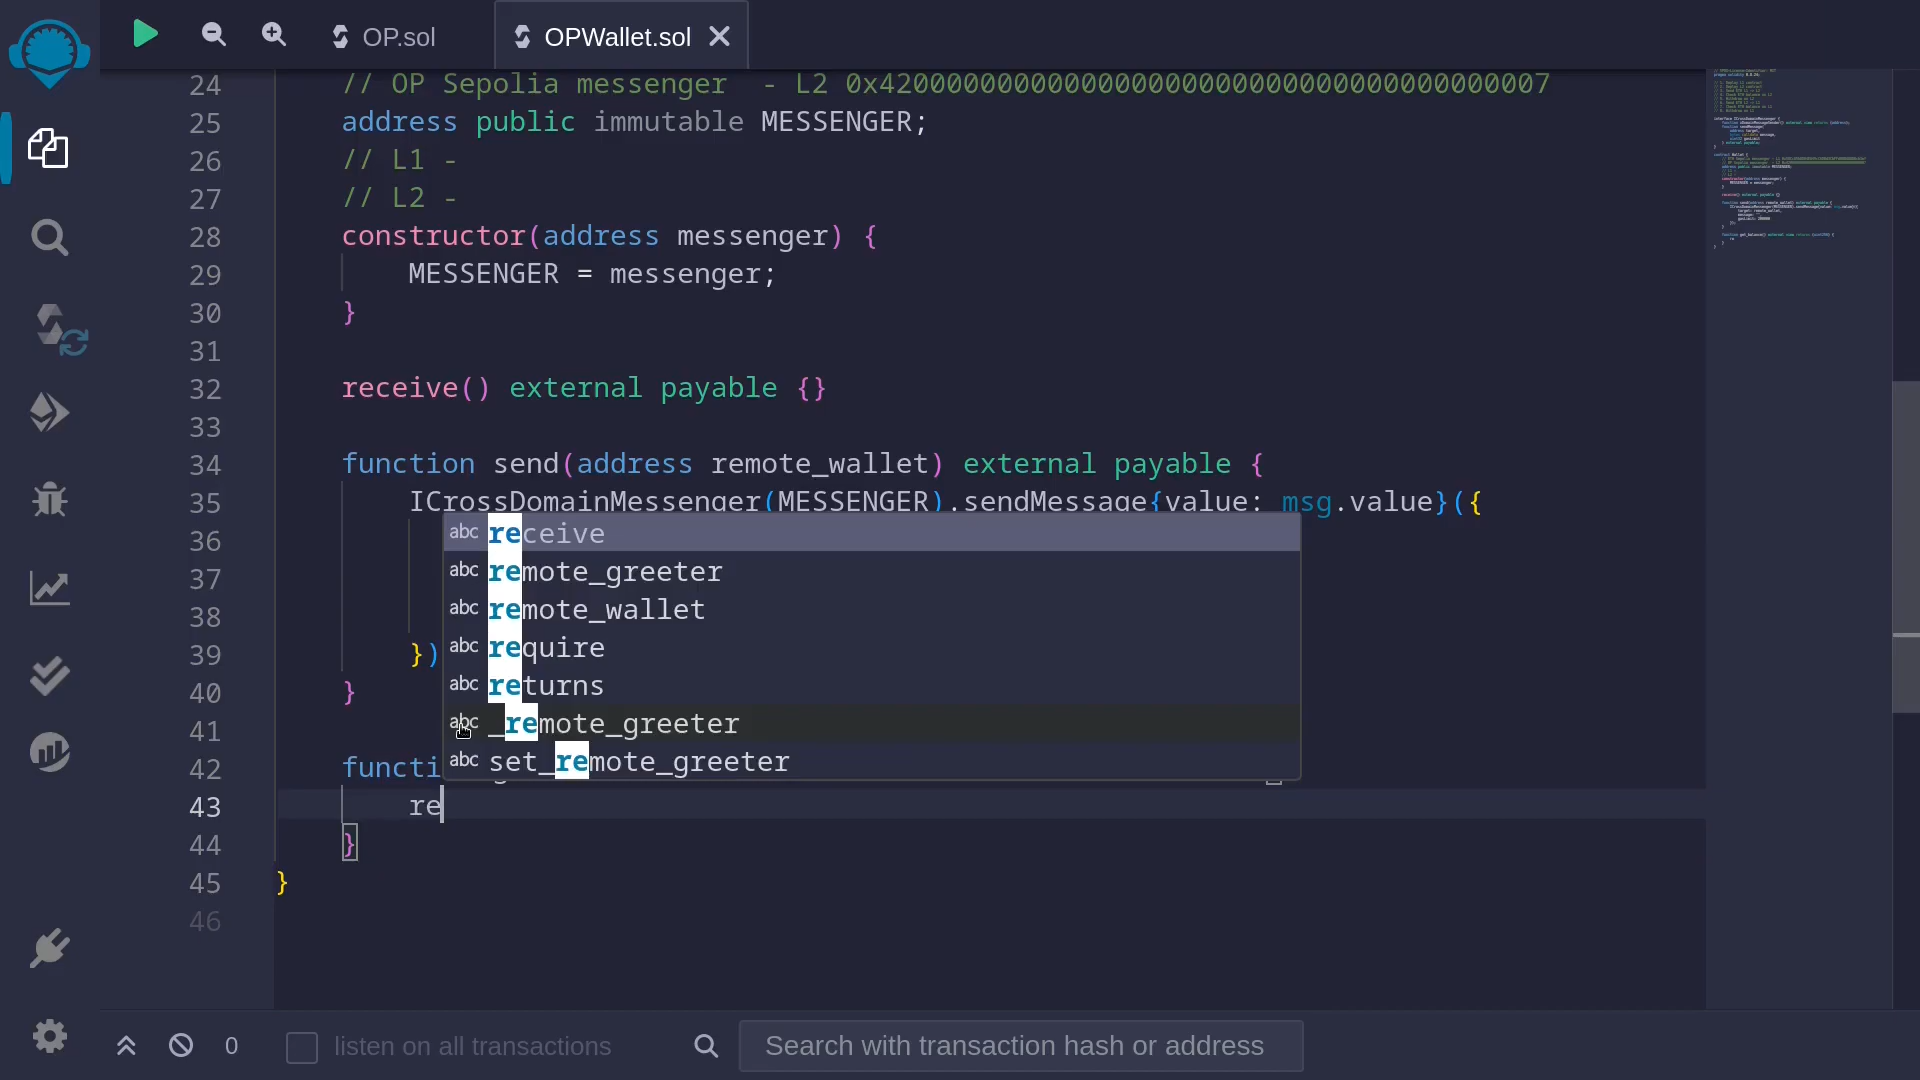 OP.sol
OPWallet.sol
24 // OP Sepolia messenger  - L2 0x4200000000000000000000000000000000000007
25 address public immutable MESSENGER;
26 // L1 -
27 // L2 -
28 constructor(address messenger) {
29 MESSENGER = messenger;
30 }
31
32 receive() external payable {}
33
34 function send(address remote_wallet) external payable {
35 ICrossDomainMessenger(MESSENGER).sendMessage{value: msg.value}({
36
37
38
39 })
40 }
41
42 functi
43 re
44 }
45 }
46
abc receive
abc remote_greeter
abc remote_wallet
abc require
abc returns
abc _remote_greeter
abc set_remote_greeter
0
listen on all transactions
Search with transaction hash or address